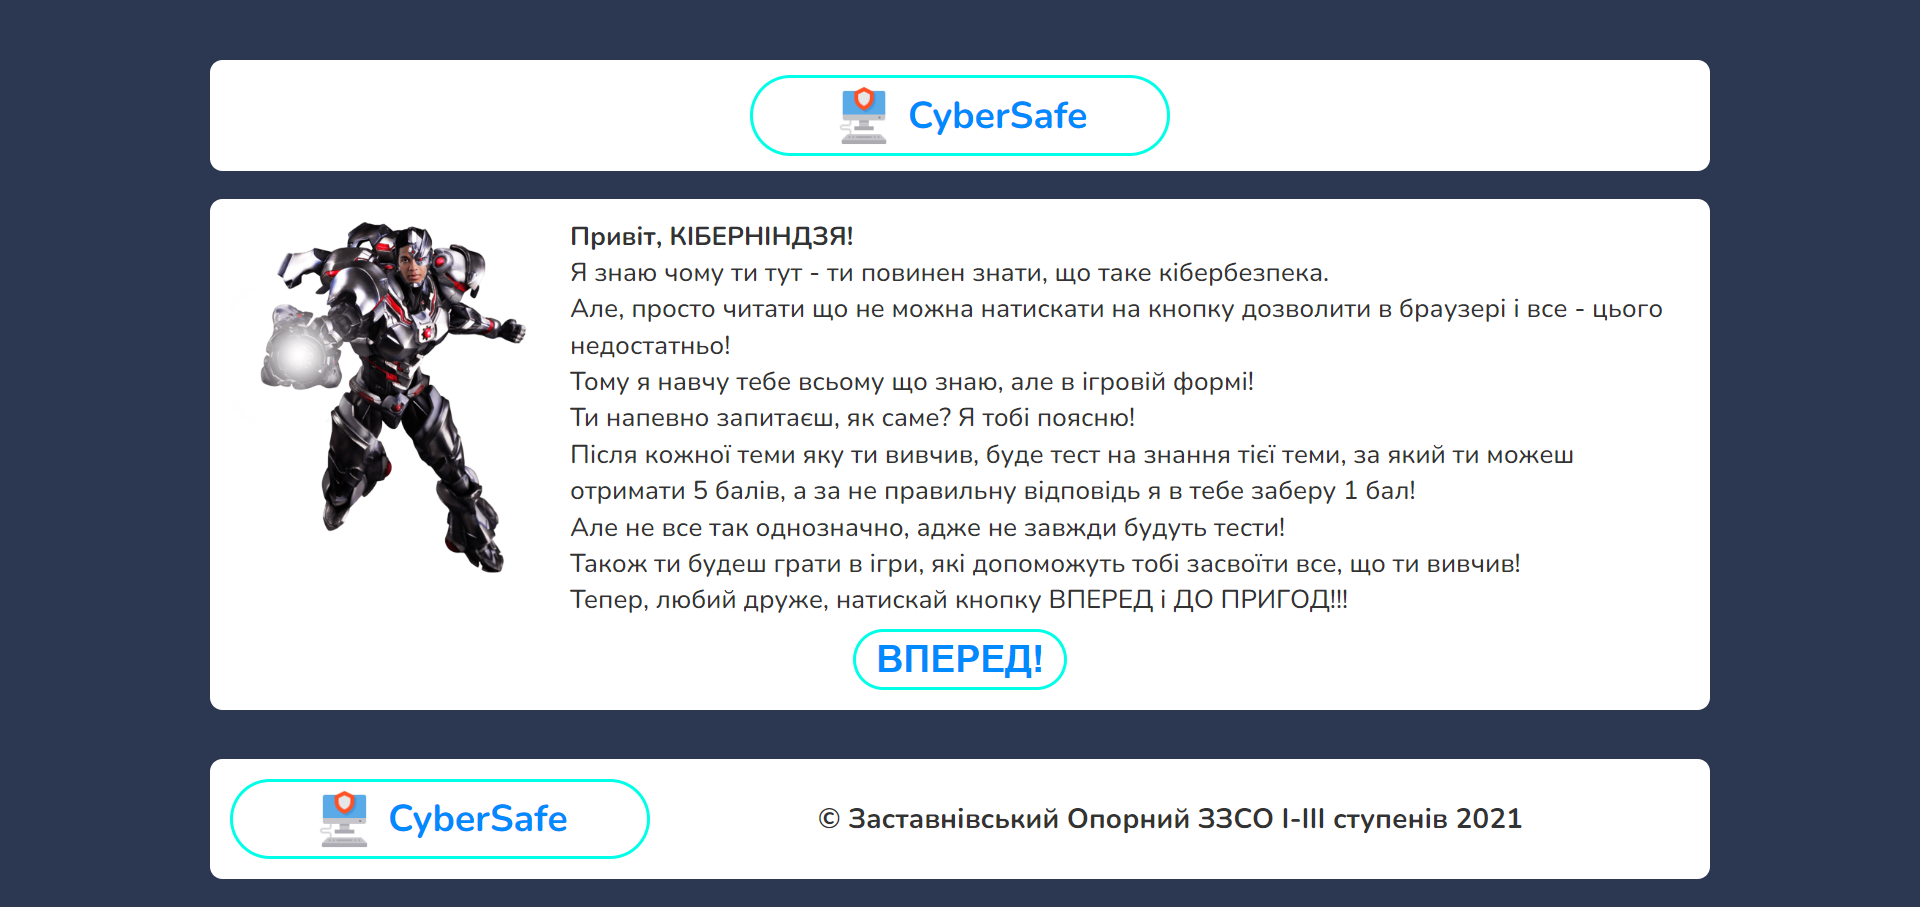 CyberSafe
Привіт, КІБЕРНІНДЗЯ!
Я знаю чому ти тут - ти повинен знати, що таке кібербезпека.
Але, просто читати що не можна натискати на кнопку дозволити в браузері і все - цього
недостатньо!
Тому я навчу тебе всьому що знаю, але в ігровій формі!
Ти напевно запитаєш, як саме? Я тобі поясню!
Після кожної теми яку ти вивчив, буде тест на знання тієї теми, за який ти можеш
отримати 5 балів, а за не правильну відповідь я в тебе заберу 1 бал!
Але не все так однозначно, адже не завжди будуть тести!
Також ти будеш грати в ігри, які допоможуть тобі засвоїти все, що ти вивчив!
Тепер, любий друже, натискай кнопку ВПЕРЕД і ДО ПРИГОД!!!
ВПЕРЕД!
CyberSafe
© Заставнівський Опорний ЗЗСО І-ІІІ ступенів 2021